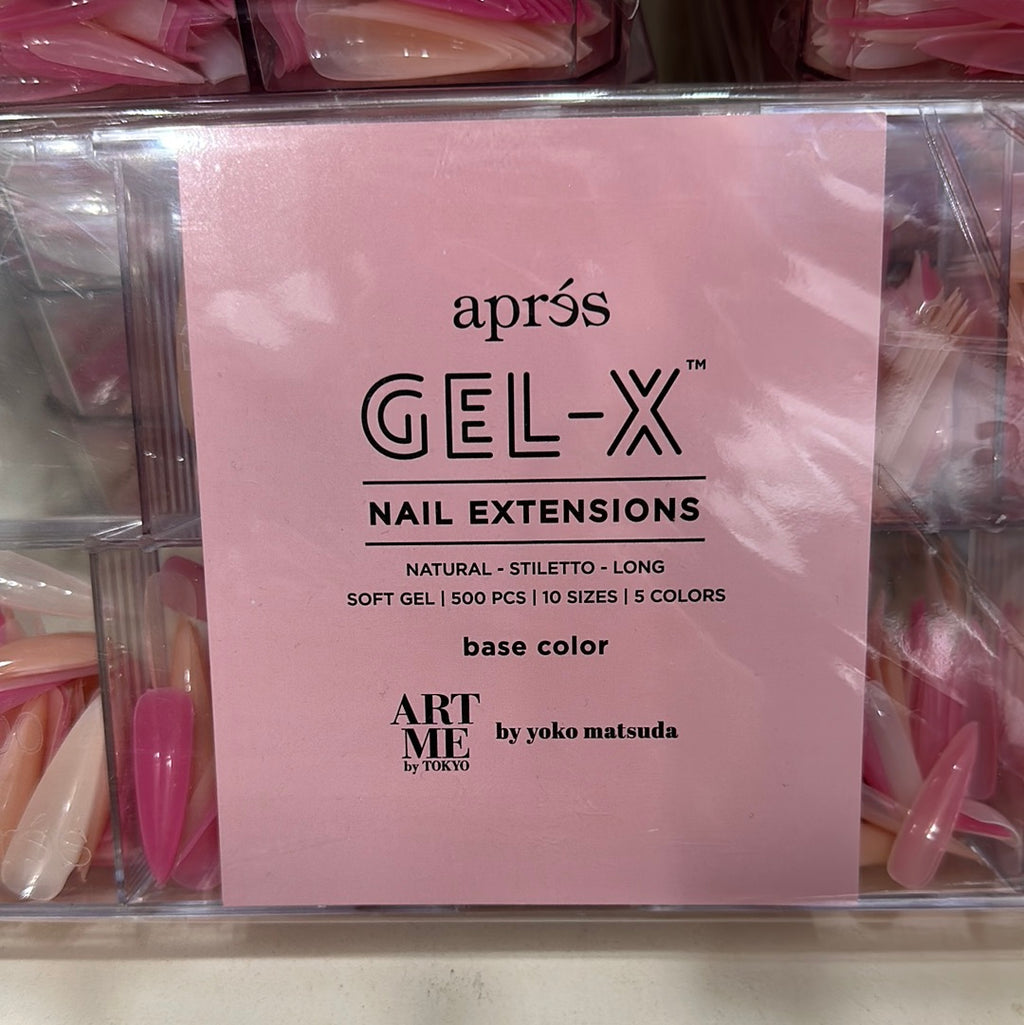 aprés
GEL-X™
NAIL EXTENSIONS
NATURAL - STILETTO - LONG
SOFT GEL | 500 PCS | 10 SIZES | 5 COLORS
base color
ART
ME
by TOKYO
by yoko matsuda